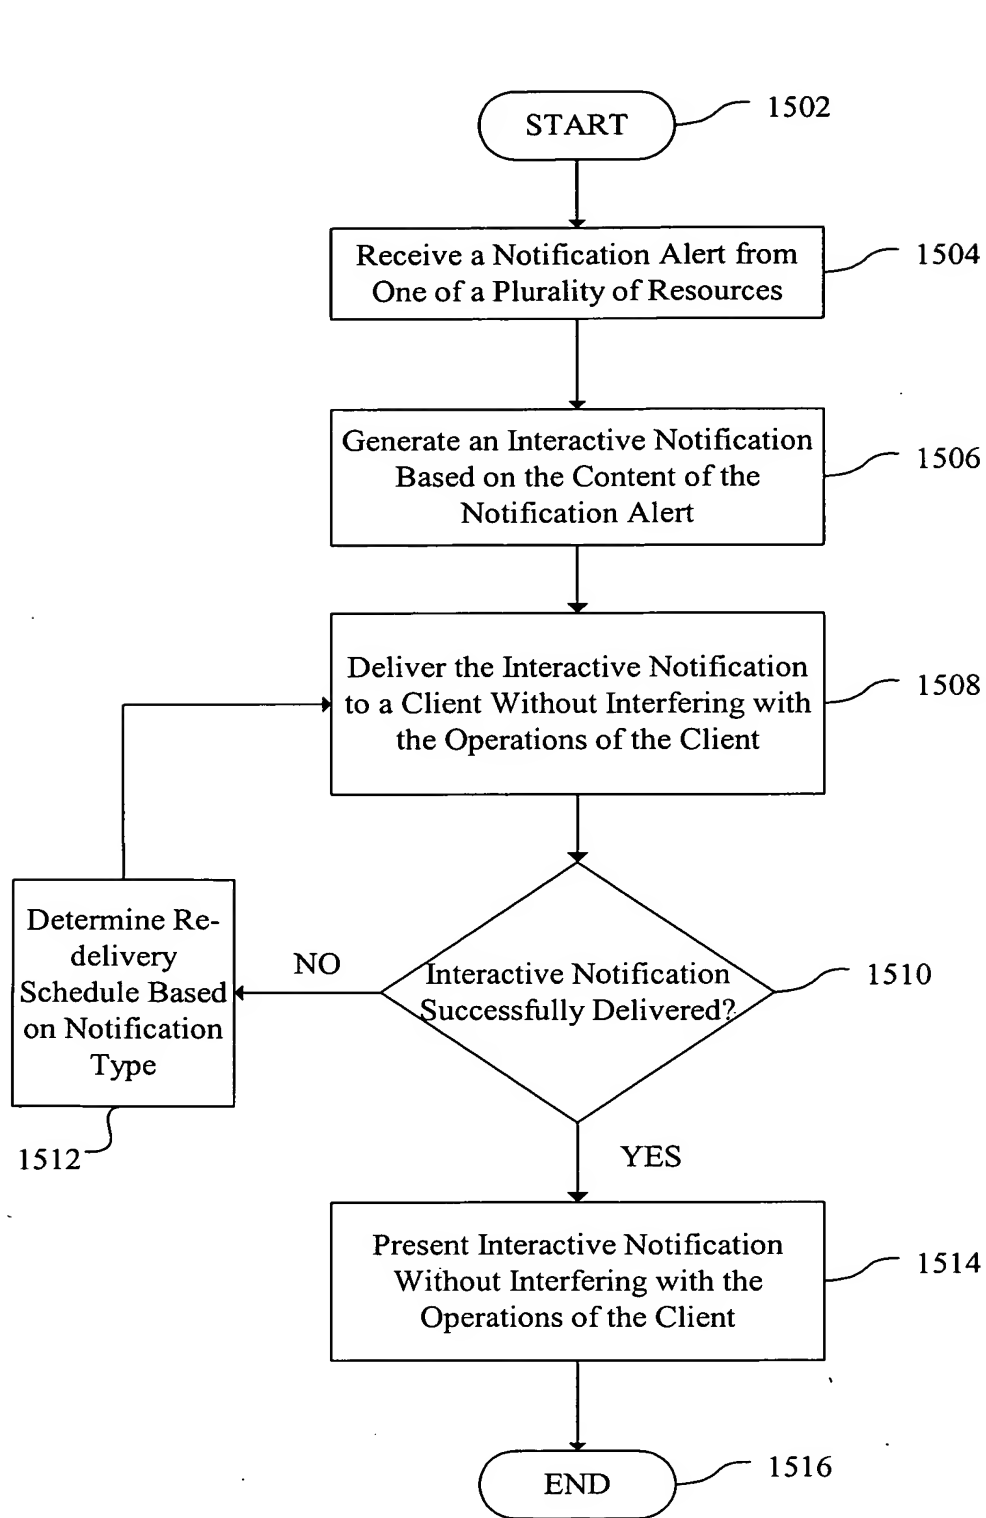 START
1502
Receive a Notification Alert from
One of a Plurality of Resources
1504
Generate an Interactive Notification
Based on the Content of the
Notification Alert
1506
Deliver the Interactive Notification
to a Client Without Interfering with
the Operations of the Client
1508
Interactive Notification
Successfully Delivered?
1510
NO
Determine Re-
delivery
Schedule Based
on Notification
Type
1512
YES
Present Interactive Notification
Without Interfering with the
Operations of the Client
1514
END
1516